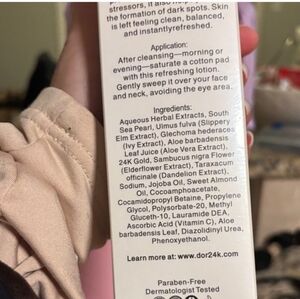 stressors, it also help
the formation of dark spots. Skin
is left feeling clean, balanced,
and instantlyrefreshed.
Application:
After cleansing—morning or
evening—saturate a cotton pad
with this refreshing lotion.
Gently sweep it over your face
and neck, avoiding the eye area.
Ingredients:
Aqueous Herbal Extracts, South
Sea Pearl, Ulmus fulva (Slippery
Elm Extract), Glechoma hederacea
(Ivy Extract), Aloe barbadensis
Leaf Juice (Aloe Vera Extract),
24K Gold, Sambucus nigra Flower
(Elderflower Extract), Taraxacum
officinale (Dandelion Extract),
Sodium, Jojoba Oil, Sweet Almond
Oil, Cocoamphoacetate,
Cocamidopropyl Betaine, Propylene
Glycol, Polysorbate-20, Methyl
Gluceth-10, Lauramide DEA,
Ascorbic Acid (Vitamin C), Aloe
barbadensis Leaf, Diazolidinyl Urea,
Phenoxyethanol.
Learn more at: www.dor24k.com
Paraben-Free
Dermatologist Tested